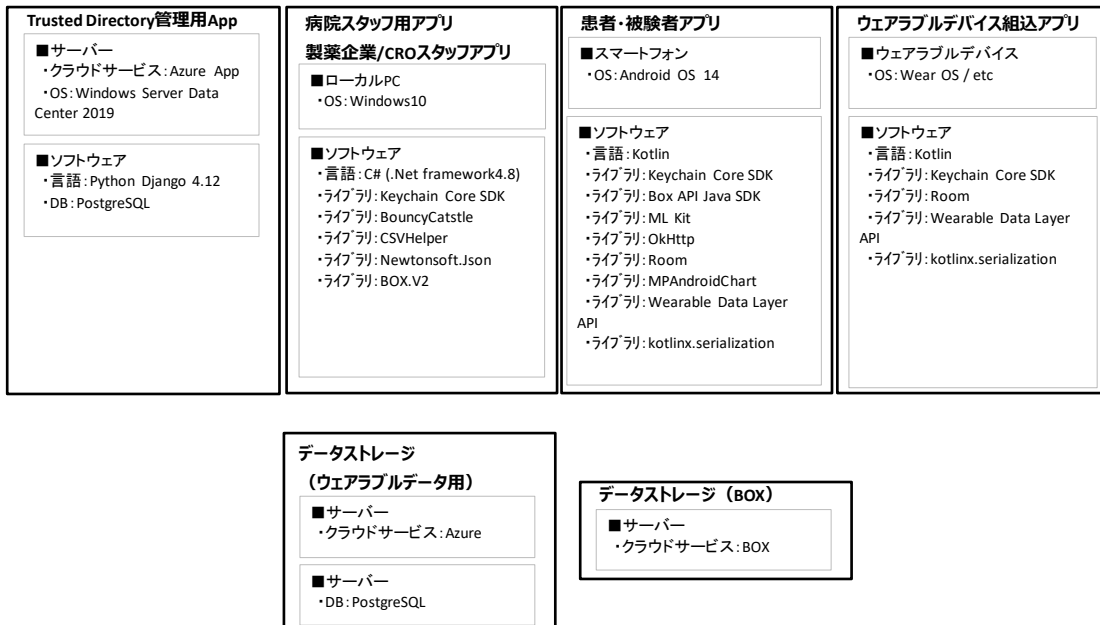 Trusted Directory管理用App
■サーバー
・クラウドサービス:Azure App
・OS:Windows Server Data
Center 2019
■ソフトウェア
・言語:Python Django 4.12
・DB:PostgreSQL
病院スタッフ用アプリ
製薬企業/CROスタッフアプリ
■ローカルPC
・OS:Windows10
■ソフトウェア
・言語:C# (.Net framework4.8)
・ライブラリ:Keychain Core SDK
・ライブラリ:BouncyCatstle
・ライブラリ:CSVHelper
・ライブラリ:Newtonsoft.Json
・ライブラリ:BOX.V2
患者・被験者アプリ
■スマートフォン
・OS:Android OS 14
■ソフトウェア
・言語:Kotlin
・ライブラリ:Keychain Core SDK
・ライブラリ:Box API Java SDK
・ライブラリ:ML Kit
・ライブラリ:OkHttp
・ライブラリ:Room
・ライブラリ:MPAndroidChart
・ライブラリ:Wearable Data Layer
API
・ライブラリ:kotlinx.serialization
ウェアラブルデバイス組込アプリ
■ウェアラブルデバイス
・OS:Wear OS / etc
■ソフトウェア
・言語:Kotlin
・ライブラリ:Keychain Core SDK
・ライブラリ:Room
・ライブラリ:Wearable Data Layer
API
・ライブラリ:kotlinx.serialization
データストレージ
(ウェアラブルデータ用)
■サーバー
・クラウドサービス:Azure
■サーバー
・DB:PostgreSQL
データストレージ(BOX)
■サーバー
・クラウドサービス:BOX